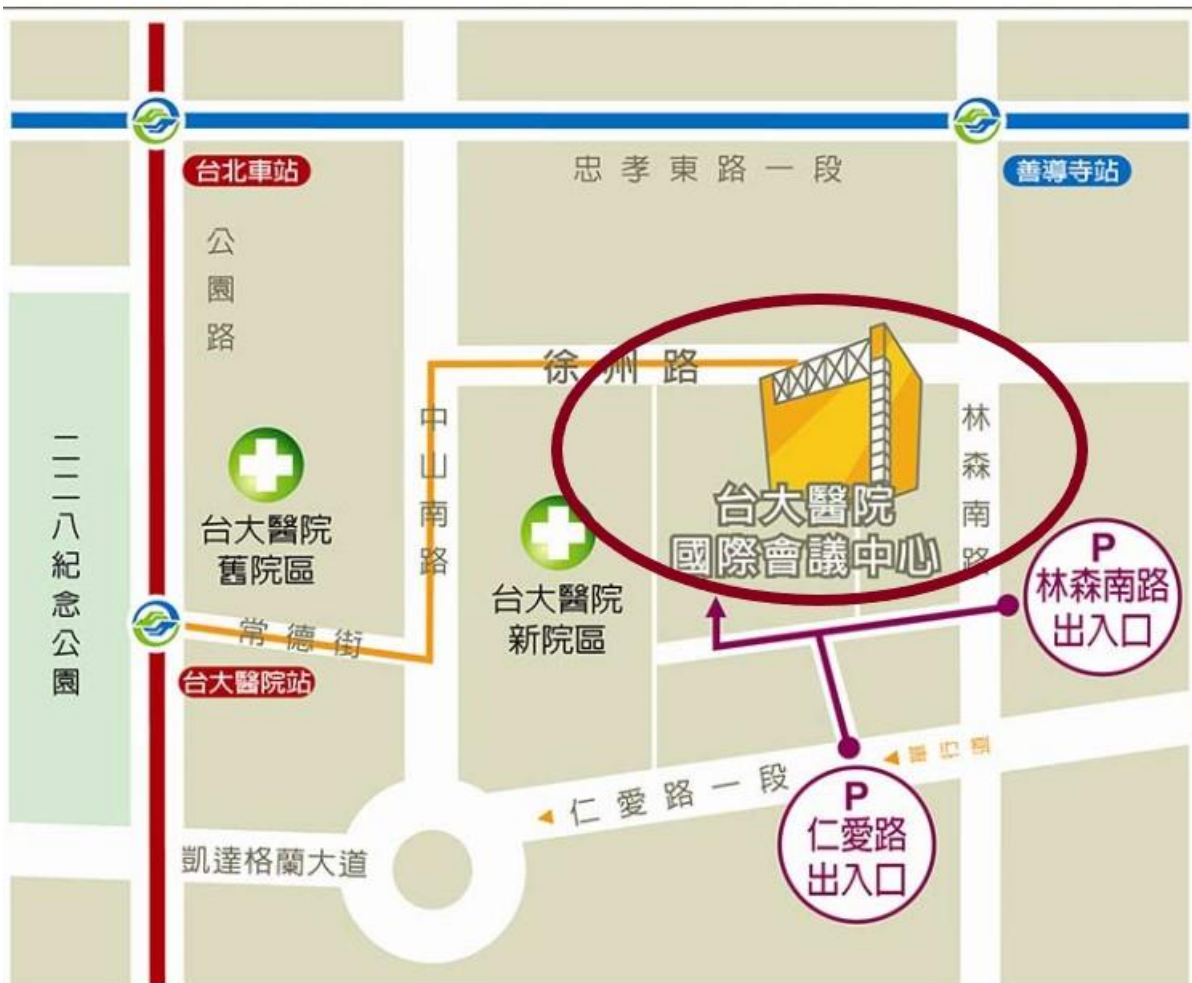 台北車站
善導寺站
忠孝東路一段
公園路
徐州路
中山南路
林森南路
二二八紀念公園
台大醫院
舊院區
台大醫院
新院區
台大醫院
國際會議中心
P
林森南路
出入口
常德街
台大醫院站
單行道
仁愛路一段
P
仁愛路
出入口
凱達格蘭大道